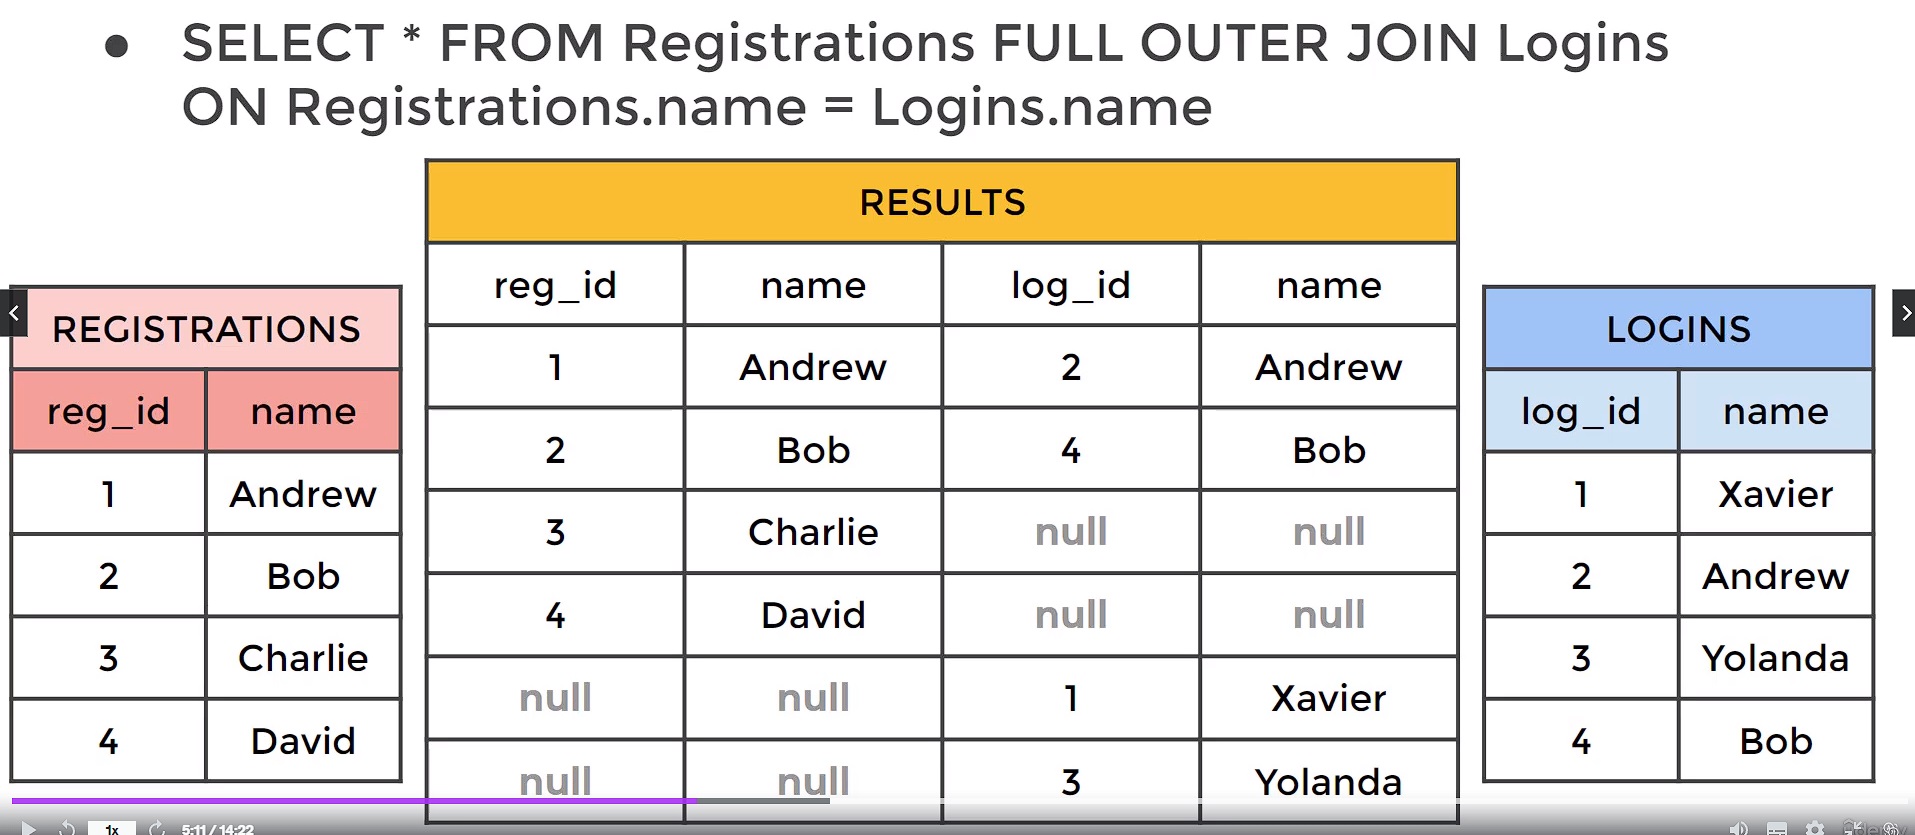 ● SELECT * FROM Registrations FULL OUTER JOIN Logins
ON Registrations.name = Logins.name
REGISTRATIONS
reg_id name
1 Andrew
2 Bob
3 Charlie
4 David
RESULTS
reg_id name log_id name
1 Andrew 2 Andrew
2 Bob 4 Bob
3 Charlie null null
4 David null null
null null 1 Xavier
null null 3 Yolanda
LOGINS
log_id name
1 Xavier
2 Andrew
3 Yolanda
4 Bob
1x 5:11 / 14:22